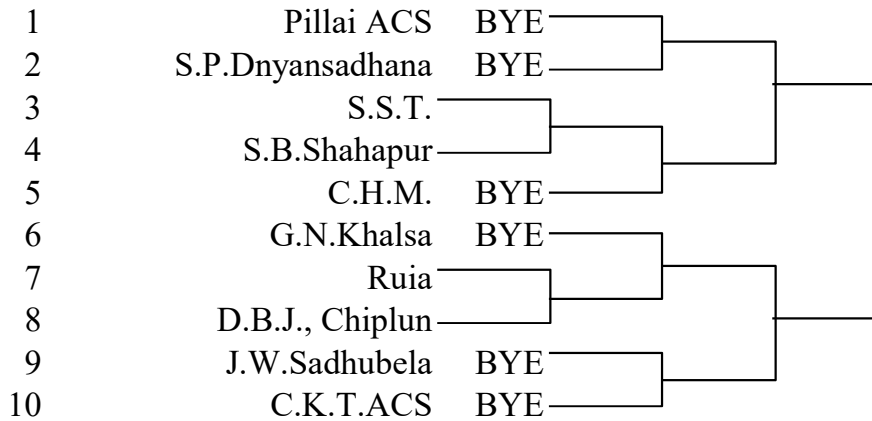 1 Pillai ACS BYE
2 S.P.Dnyansadhana BYE
3 S.S.T.
4 S.B.Shahapur
5 C.H.M. BYE
6 G.N.Khalsa BYE
7 Ruia
8 D.B.J., Chiplun
9 J.W.Sadhubela BYE
10 C.K.T.ACS BYE